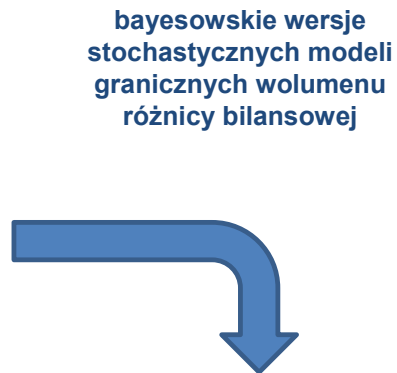 bayesowskie wersje
stochastycznych modeli
granicznych wolumenu
różnicy bilansowej